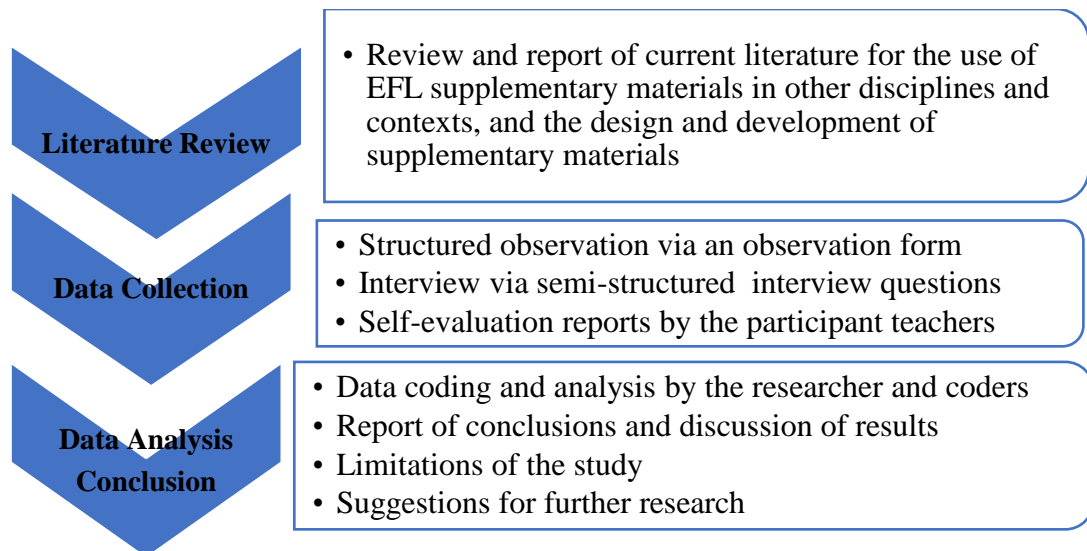 Literature Review
• Review and report of current literature for the use of
EFL supplementary materials in other disciplines and
contexts, and the design and development of
supplementary materials
Data Collection
• Structured observation via an observation form
• Interview via semi-structured interview questions
• Self-evaluation reports by the participant teachers
Data Analysis
Conclusion
• Data coding and analysis by the researcher and coders
• Report of conclusions and discussion of results
• Limitations of the study
• Suggestions for further research